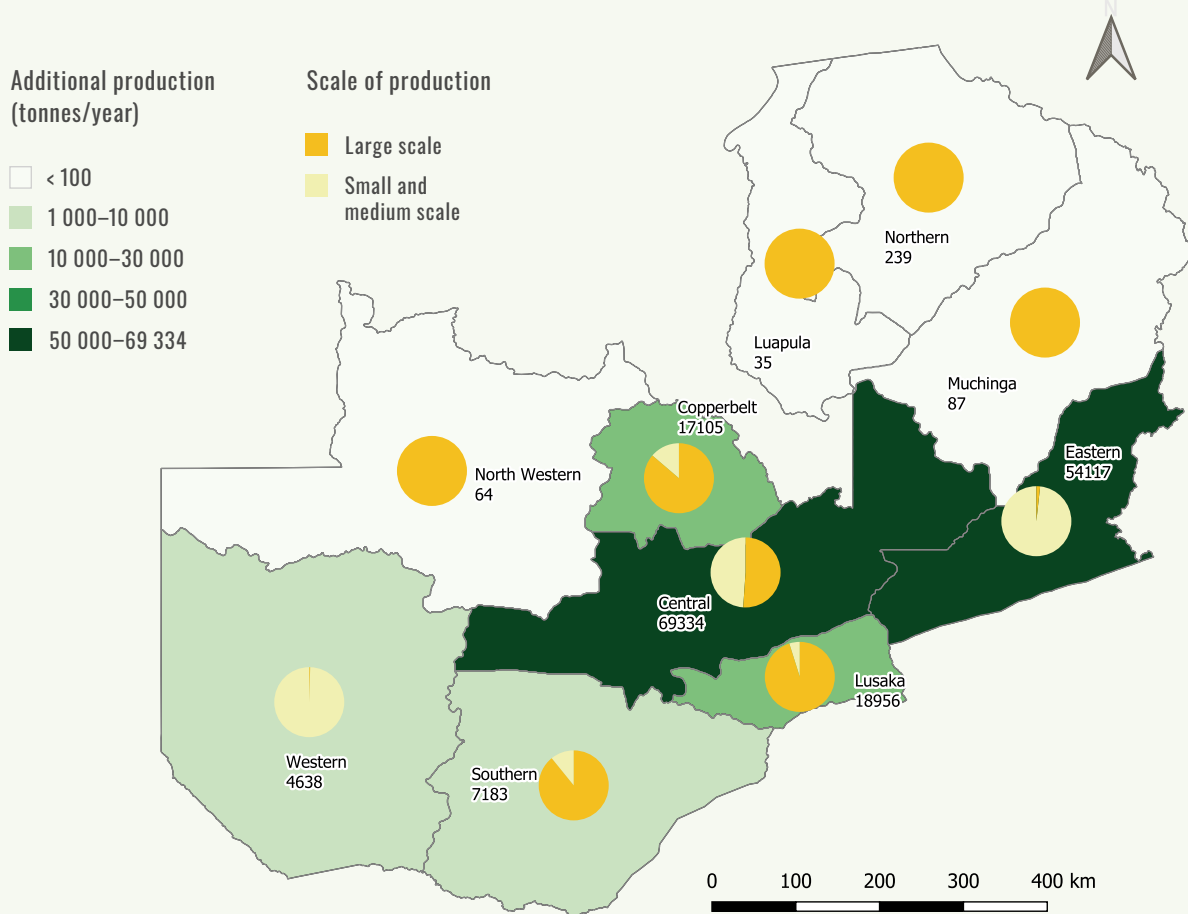 N
Additional production
(tonnes/year)
< 100
1 000–10 000
10 000–30 000
30 000–50 000
50 000–69 334
Scale of production
Large scale
Small and
medium scale
Northern
239
Luapula
35
Muchinga
87
Copperbelt
17105
Eastern
54117
North Western
64
Central
69334
Lusaka
18956
Western
4638
Southern
7183
0 100 200 300 400 km